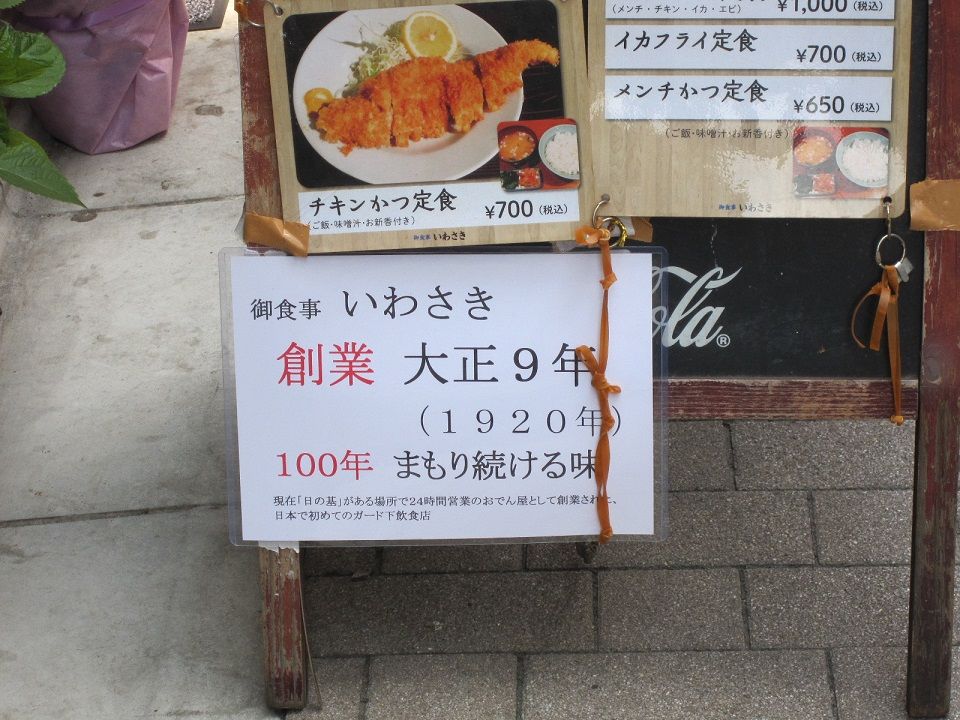 チキンかつ定食 ¥700(税込)
(ご飯・味噌汁・お新香付き)
御食事 いわさき
(メンチ・チキン・イカ・エビ) ¥1,000(税込)
イカフライ定食 ¥700(税込)
メンチかつ定食 ¥650(税込)
(ご飯・味噌汁・お新香付き)
御食事 いわさき
ola®
御食事 いわさき
創業 大正9年
(1920年)
100年 まもり続ける味
現在「日の基」がある場所で24時間営業のおでん屋として創業された、
日本で初めてのガード下飲食店